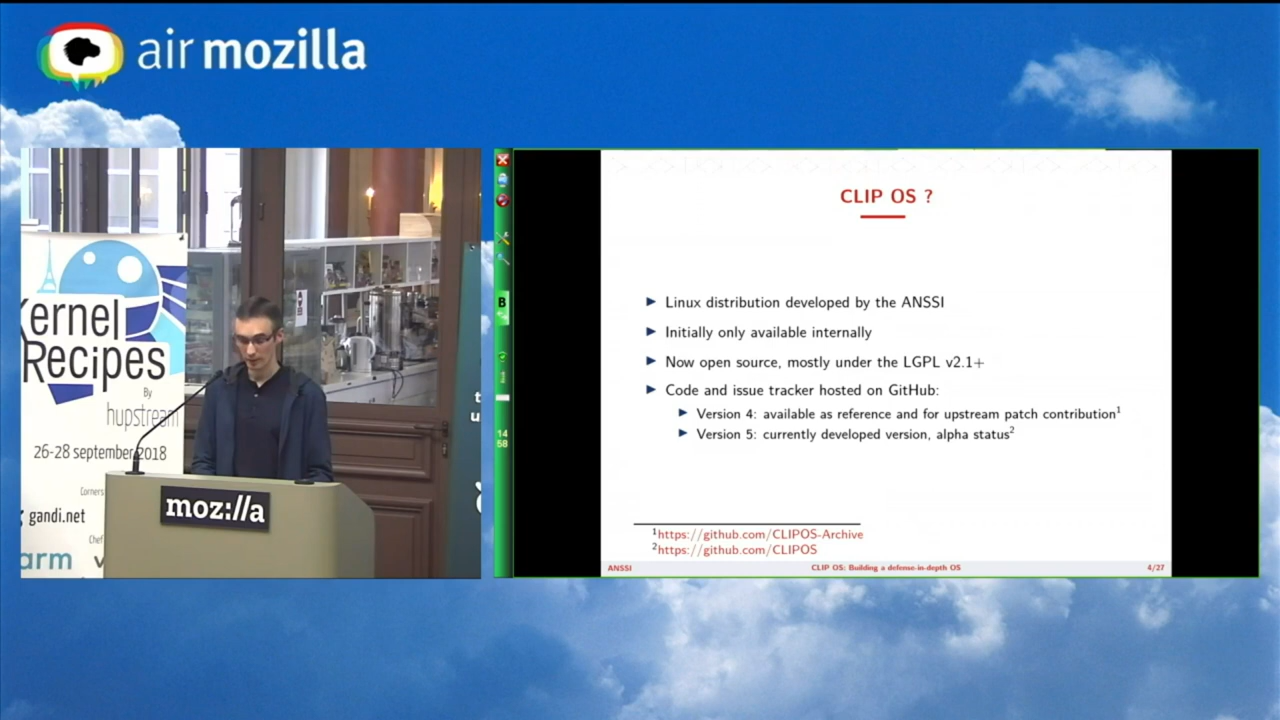 air mozilla
Kernel
Recipes
By
hupstream
26-28 september 2018
Corners
gandi.net
Chef
arm
moz://a
B
14
58
CLIP OS ?
Linux distribution developed by the ANSSI
Initially only available internally
Now open source, mostly under the LGPL v2.1+
Code and issue tracker hosted on GitHub:
Version 4: available as reference and for upstream patch contribution1
Version 5: currently developed version, alpha status2
1https://github.com/CLIPOS-Archive
2https://github.com/CLIPOS
ANSSI CLIP OS: Building a defense-in-depth OS 4/27